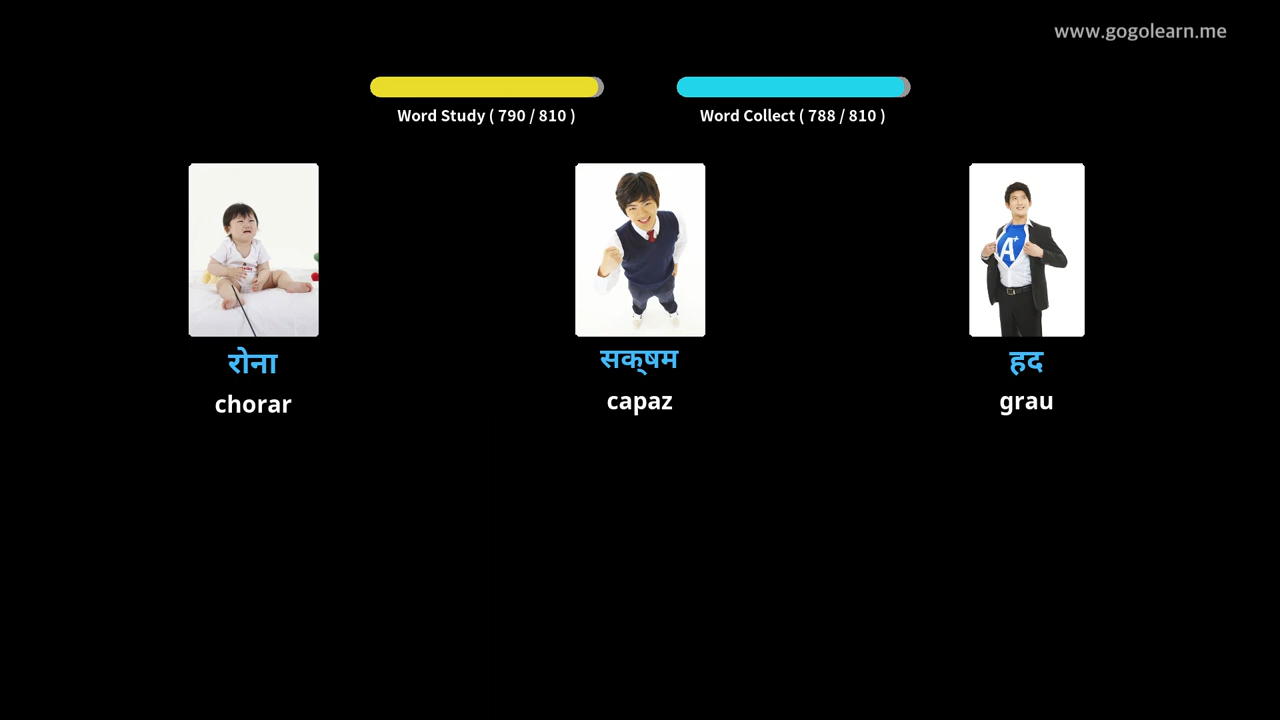 www.gogolearn.me
Word Study ( 790 / 810 )
Word Collect ( 788 / 810 )
A+
रोना
chorar
सक्षम
capaz
हद
grau